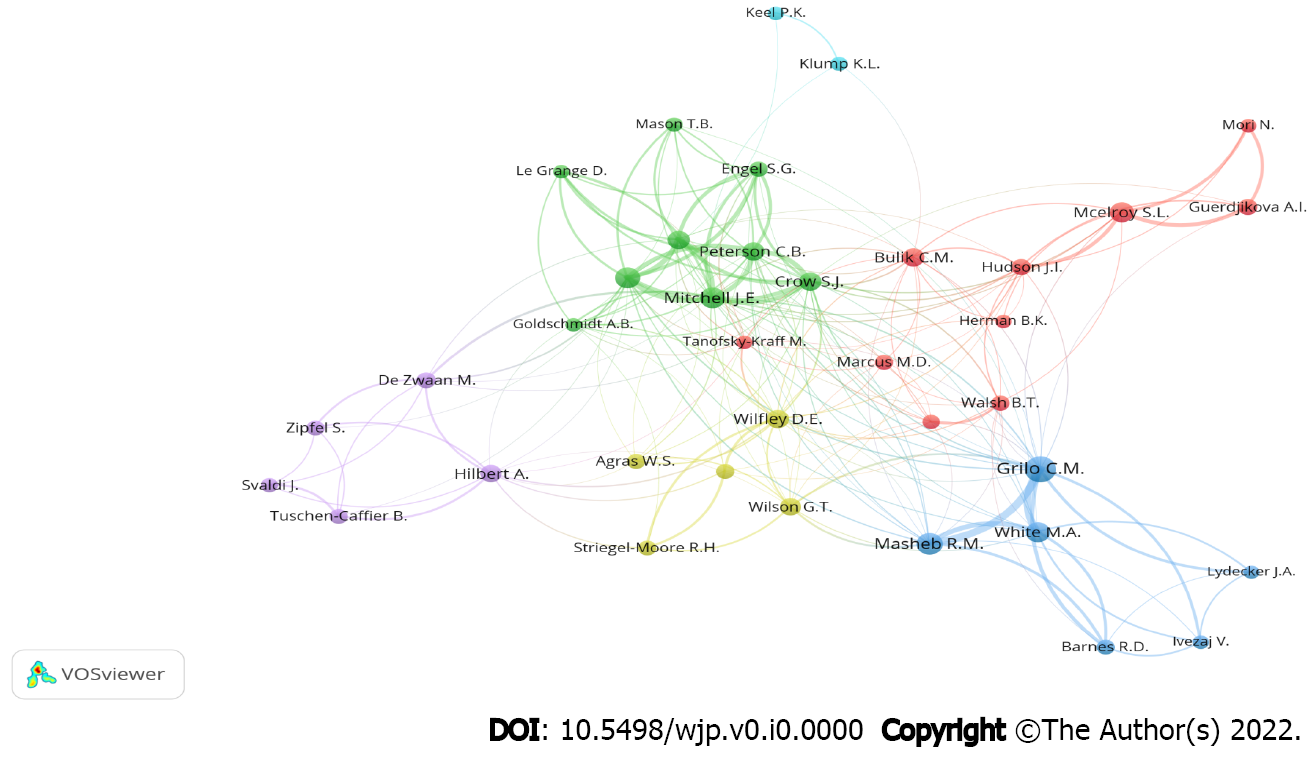 Keel P.K.
Klump K.L.
Mason T.B.
Mori N.
Le Grange D.
Engel S.G.
Mcelroy S.L.
Guerdjikova A.I.
Peterson C.B.
Bulik C.M.
Hudson J.I.
Crow S.J.
Mitchell J.E.
Goldschmidt A.B.
Herman B.K.
Tanofsky-Kraff M.
Marcus M.D.
De Zwaan M.
Walsh B.T.
Wilfley D.E.
Zipfel S.
Agras W.S.
Grilo C.M.
Hilbert A.
Svaldi J.
Wilson G.T.
Tuschen-Caffier B.
White M.A.
Striegel-Moore R.H.
Masheb R.M.
Lydecker J.A.
Ivezaj V.
Barnes R.D.
VOSviewer
DOI: 10.5498/wjp.v0.i0.0000 Copyright ©The Author(s) 2022.